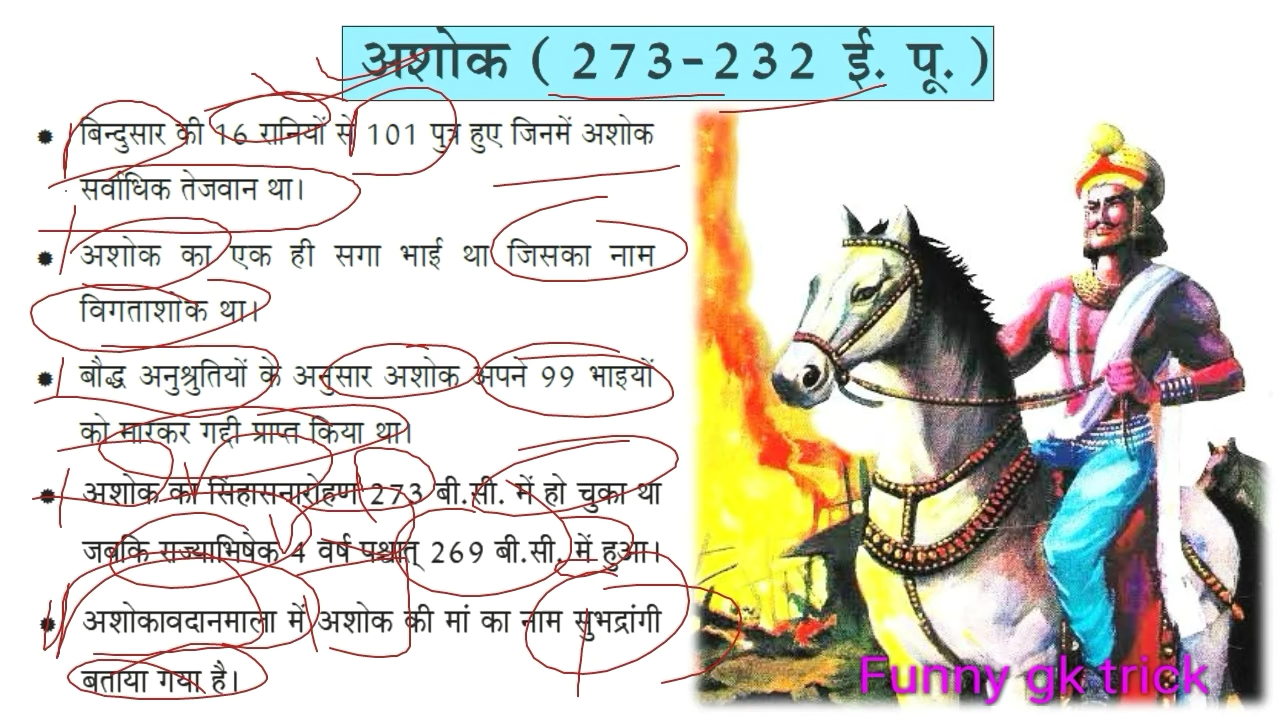 अशोक ( 273-232 ई. पू. )
बिन्दुसार की 16 रानियों से 101 पुत्र हुए जिनमें अशोक
सर्वाधिक तेजवान था।
अशोक का एक ही सगा भाई था जिसका नाम
विगताशोक था।
बौद्ध अनुश्रुतियों के अनुसार अशोक अपने 99 भाइयों
को मारकर गद्दी प्राप्त किया था।
अशोक का सिंहासनारोहण 273 बी.सी. में हो चुका था
जबकि राज्याभिषेक 4 वर्ष पश्चात् 269 बी.सी. में हुआ।
अशोकावदानमाला में अशोक की मां का नाम सुभद्रांगी
बताया गया है।
Funny gk trick